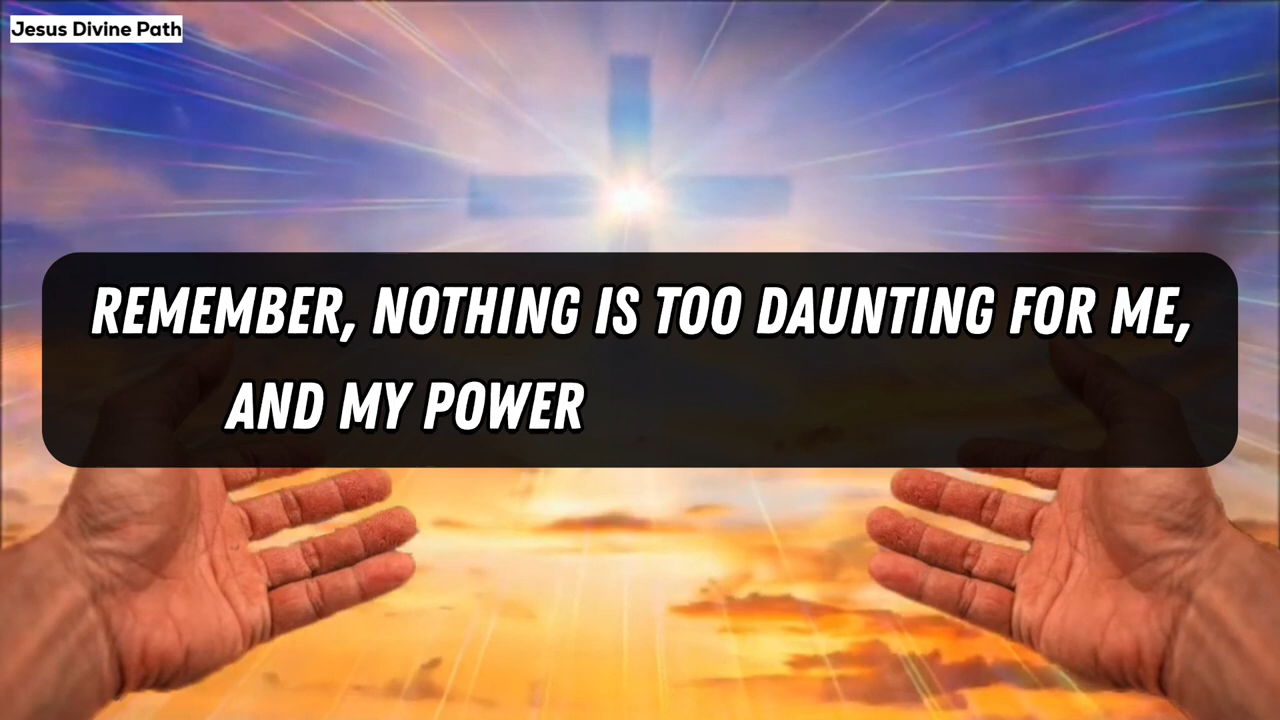 Jesus Divine Path
REMEMBER, NOTHING IS TOO DAUNTING FOR ME,
AND MY POWER